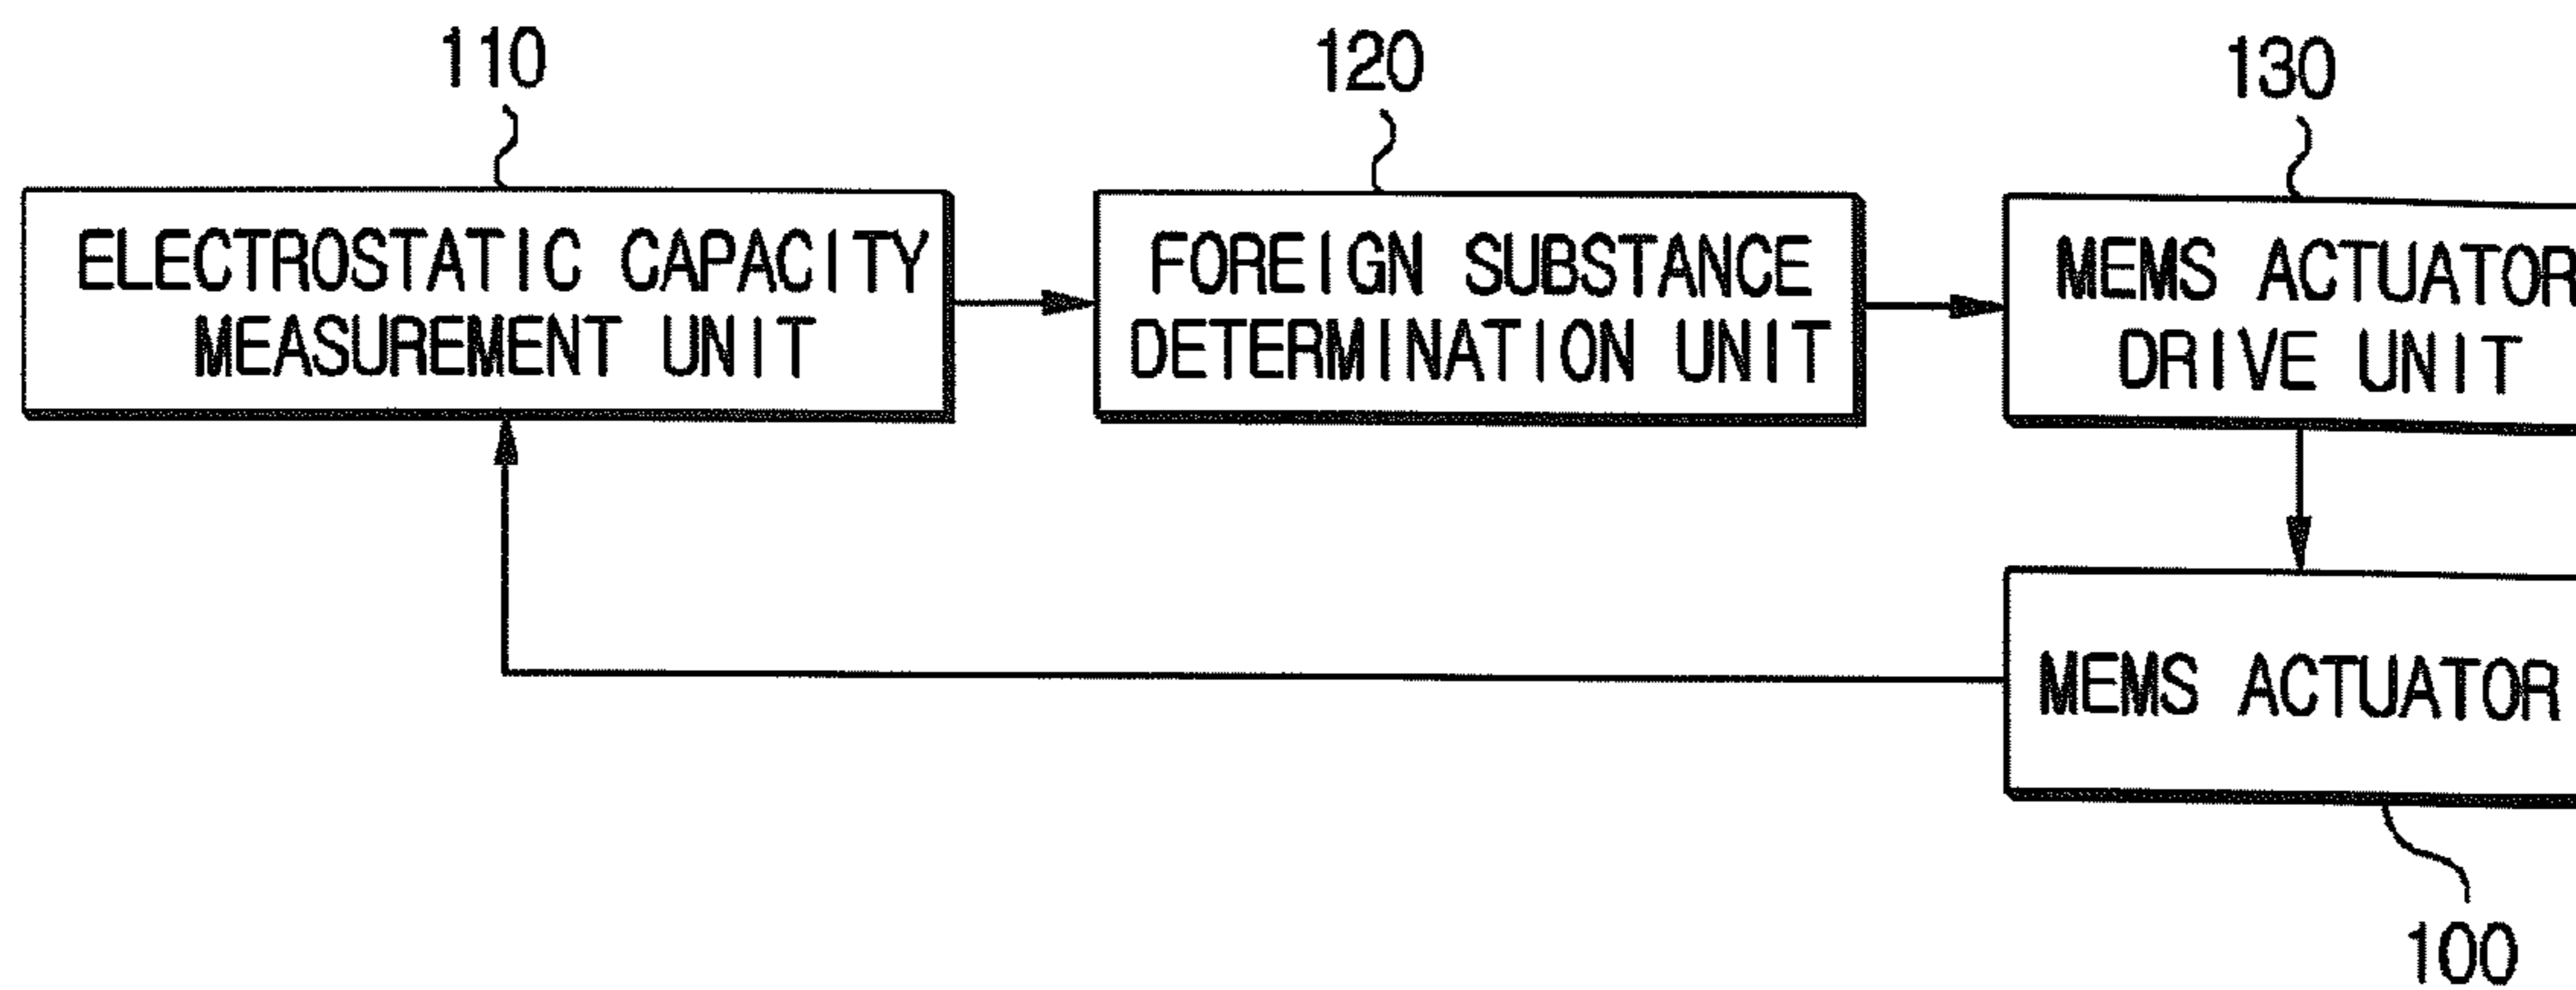 110
120
130
ELECTROSTATIC CAPACITY
MEASUREMENT UNIT
FOREIGN SUBSTANCE
DETERMINATION UNIT
MEMS ACTUATOR
DRIVE UNIT
MEMS ACTUATOR
100